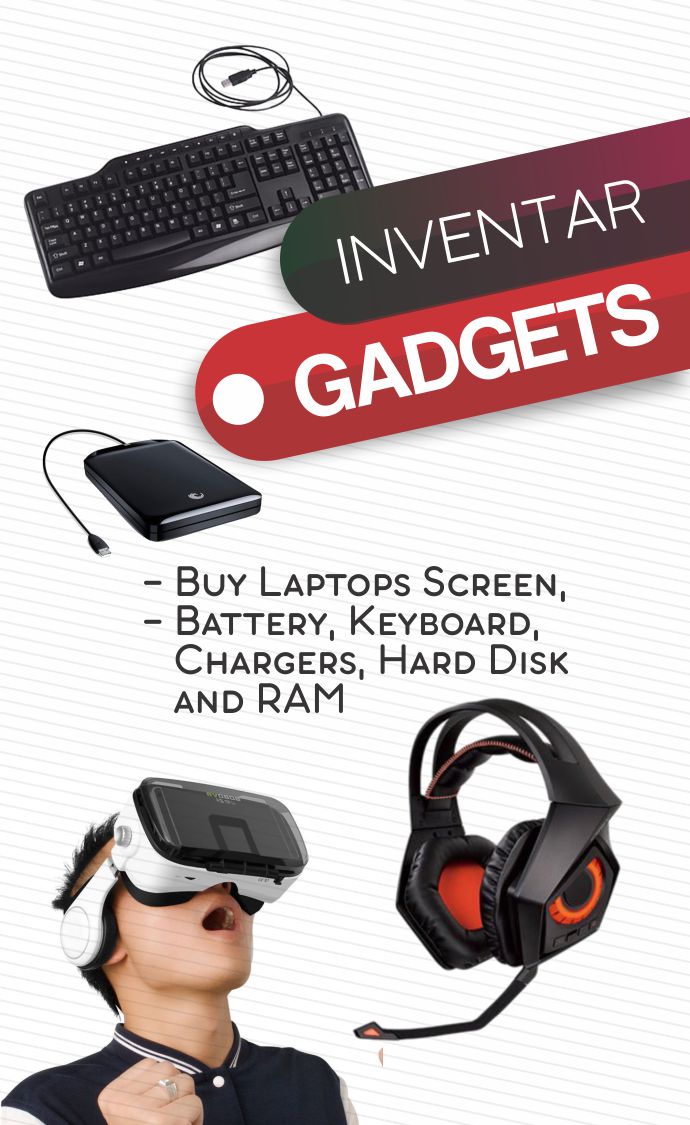 INVENTAR
GADGETS
- Buy Laptops Screen,
- Battery, Keyboard,
Chargers, Hard Disk
and RAM